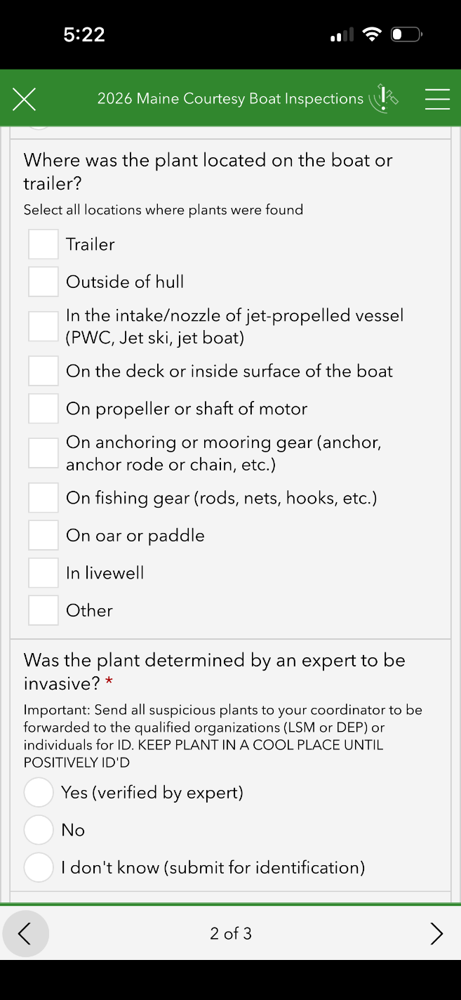 5:22
2026 Maine Courtesy Boat Inspections
Where was the plant located on the boat or
trailer?
Select all locations where plants were found
Trailer
Outside of hull
In the intake/nozzle of jet-propelled vessel
(PWC, Jet ski, jet boat)
On the deck or inside surface of the boat
On propeller or shaft of motor
On anchoring or mooring gear (anchor,
anchor rode or chain, etc.)
On fishing gear (rods, nets, hooks, etc.)
On oar or paddle
In livewell
Other
Was the plant determined by an expert to be
invasive? *
Important: Send all suspicious plants to your coordinator to be
forwarded to the qualified organizations (LSM or DEP) or
individuals for ID. KEEP PLANT IN A COOL PLACE UNTIL
POSITIVELY ID'D
Yes (verified by expert)
No
I don't know (submit for identification)
2 of 3